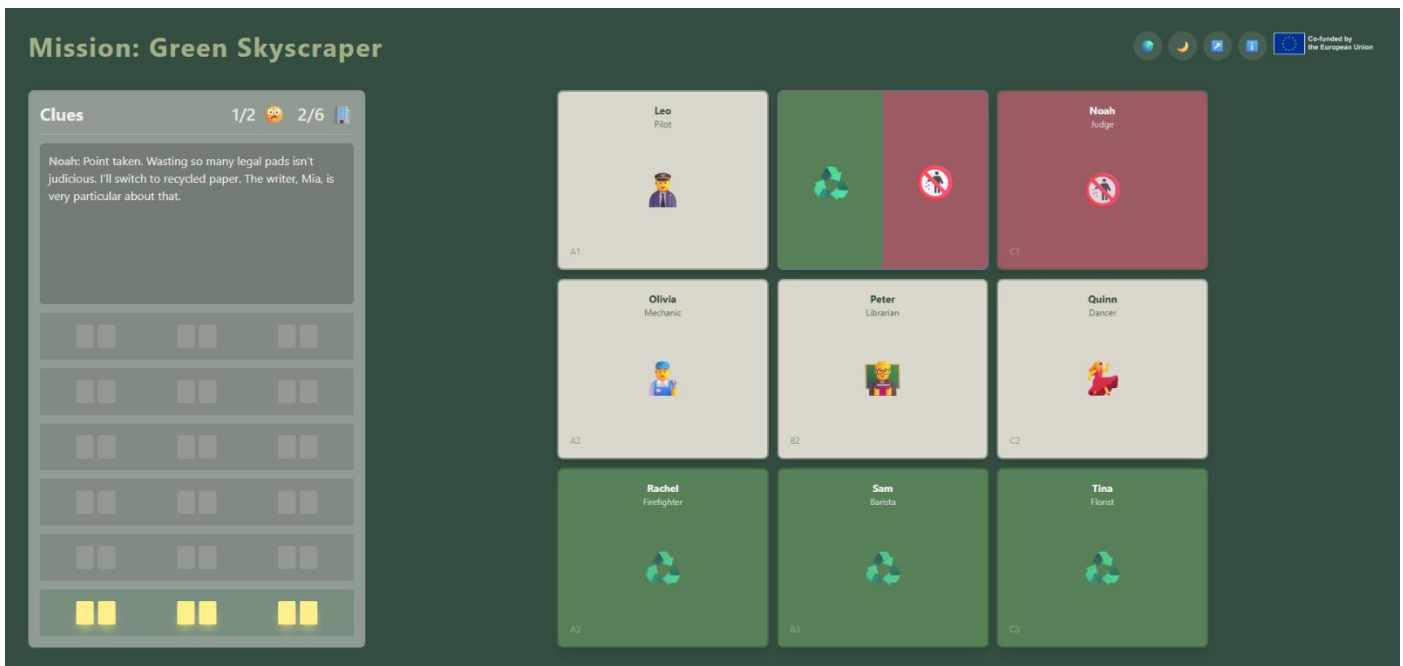 Mission: Green Skyscraper
Co-funded by
the European Union
Clues
1/2
2/6
Noah: Point taken. Wasting so many legal pads isn't
judicious. I'll switch to recycled paper. The writer, Mia, is
very particular about that.
Leo
Pilot
A1
Noah
Judge
C1
Olivia
Mechanic
A2
Peter
Librarian
B2
Quinn
Dancer
C2
Rachel
Firefighter
A3
Sam
Barista
B3
Tina
Florist
C3